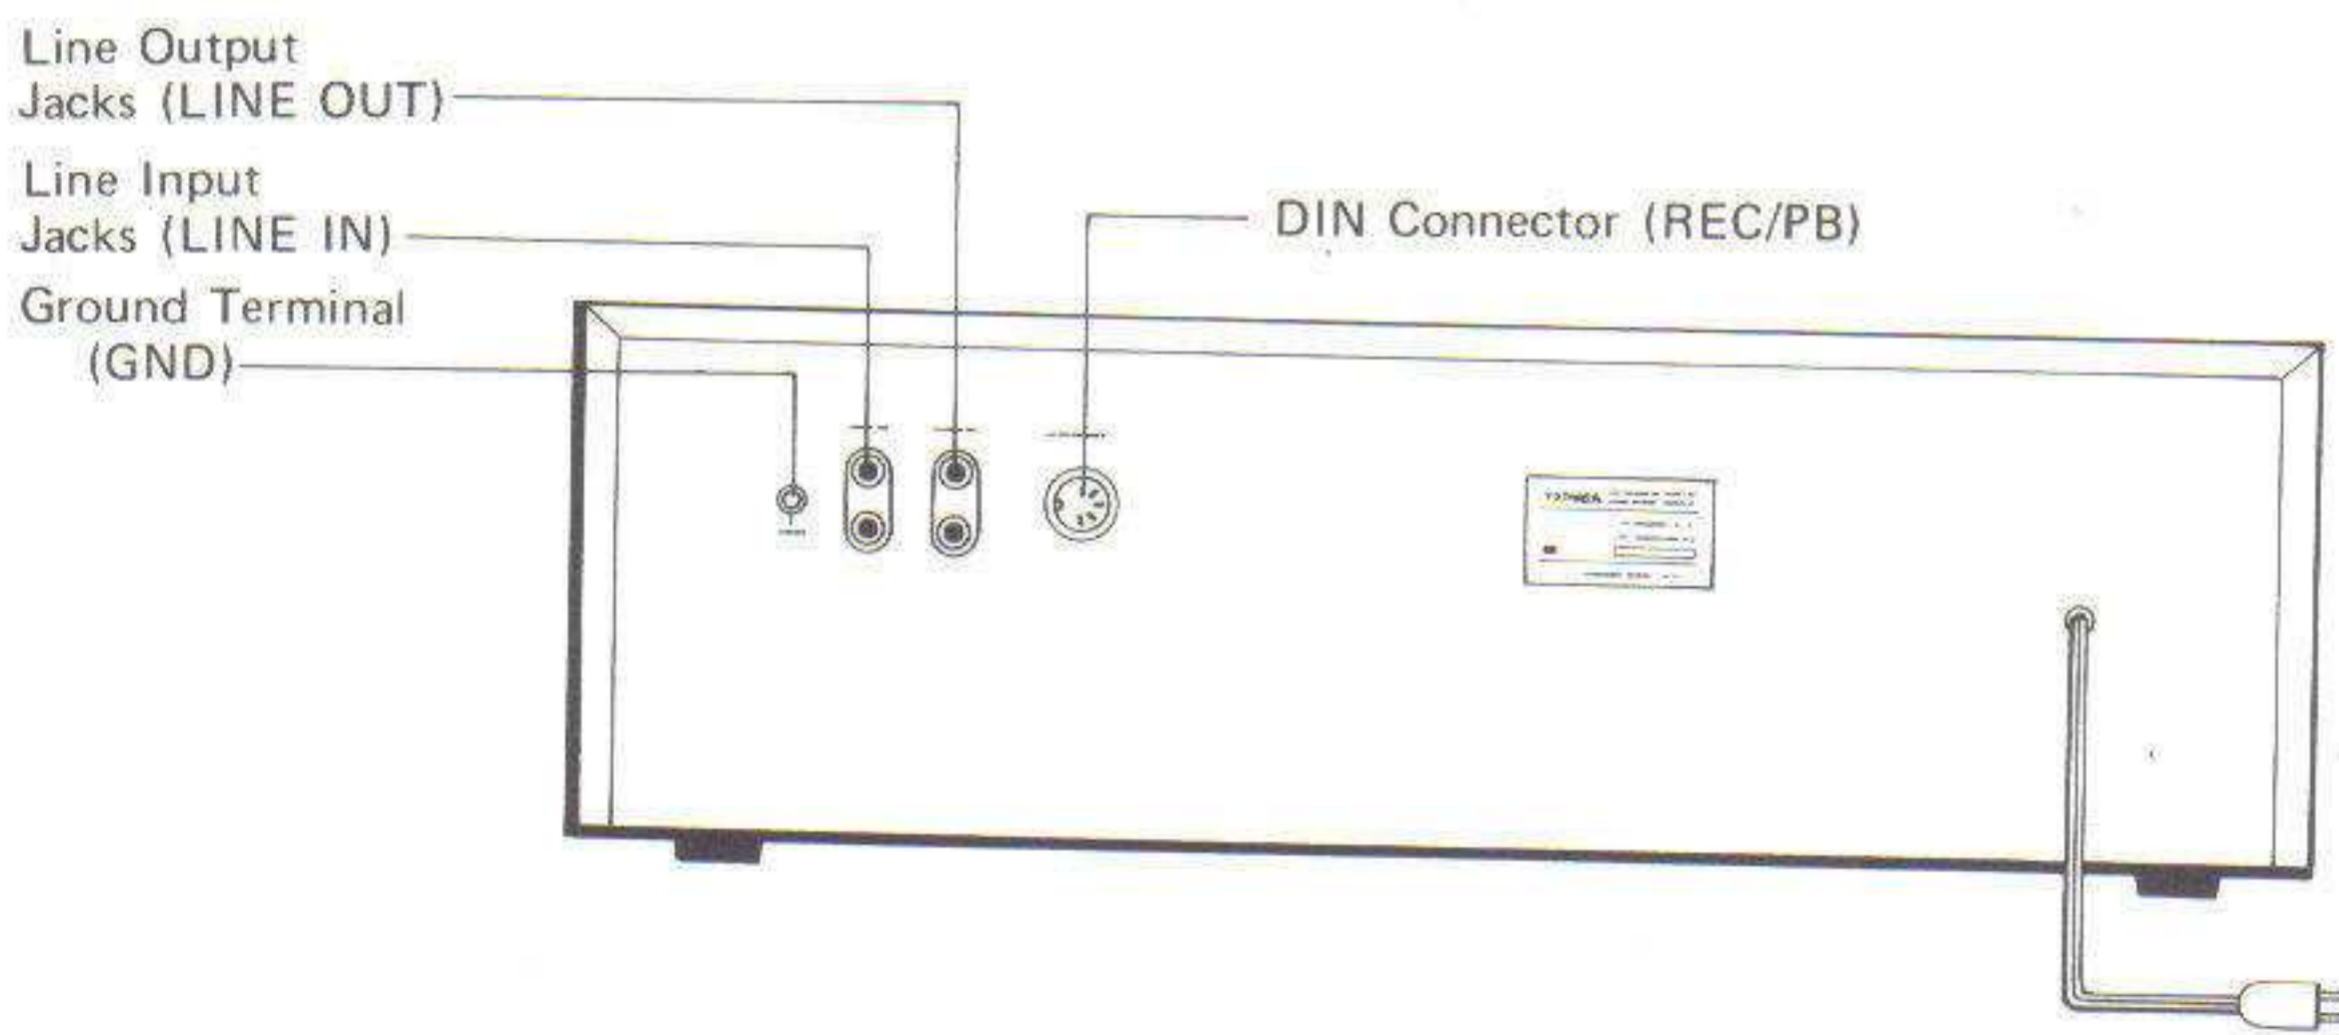 Line Output
Jacks (LINE OUT)
Line Input
Jacks (LINE IN)
Ground Terminal
(GND)
DIN Connector (REC/PB)